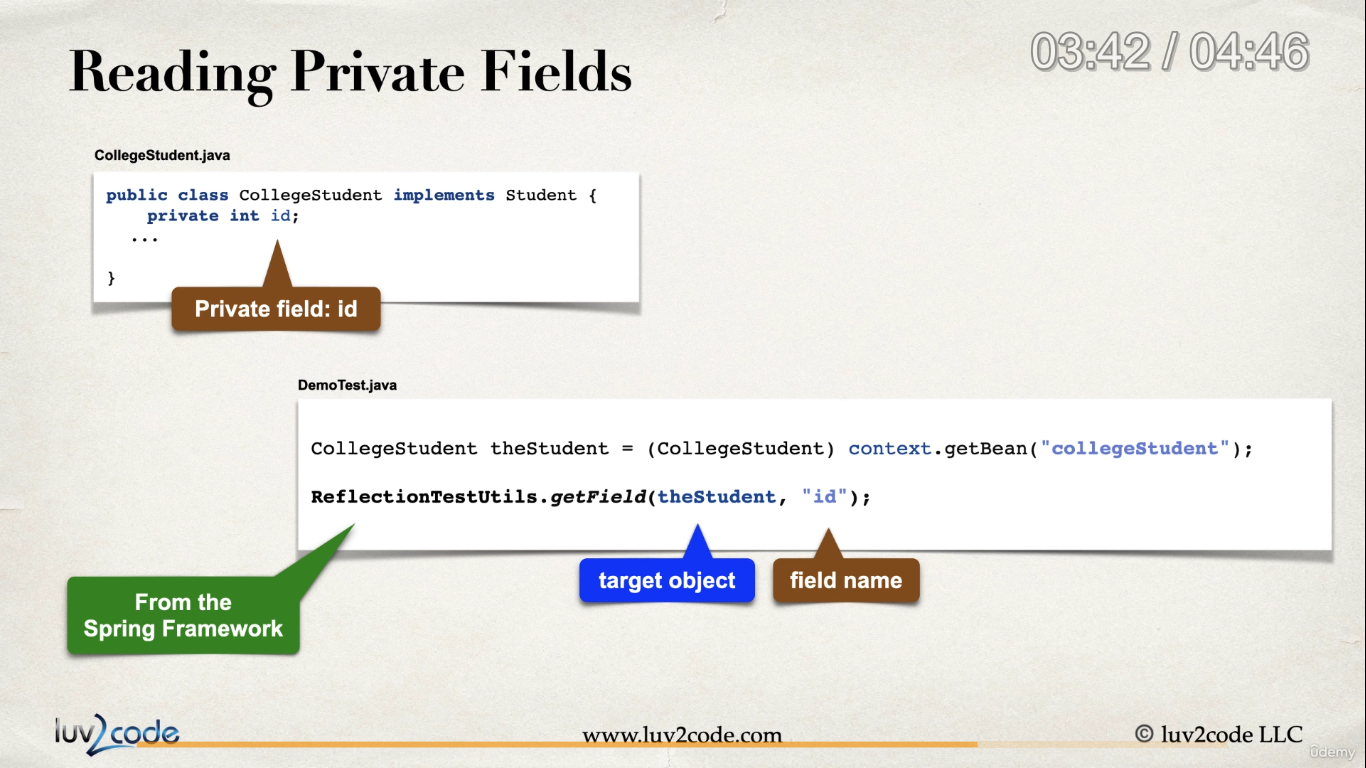 Reading Private Fields
03:42 / 04:46
CollegeStudent.java
public class CollegeStudent implements Student {
private int id;
...
}
Private field: id
DemoTest.java
CollegeStudent theStudent = (CollegeStudent) context.getBean("collegeStudent");
ReflectionTestUtils.getField(theStudent, "id");
target object
field name
From the
Spring Framework
luv2code
www.luv2code.com
© luv2code LLC
ûdemy